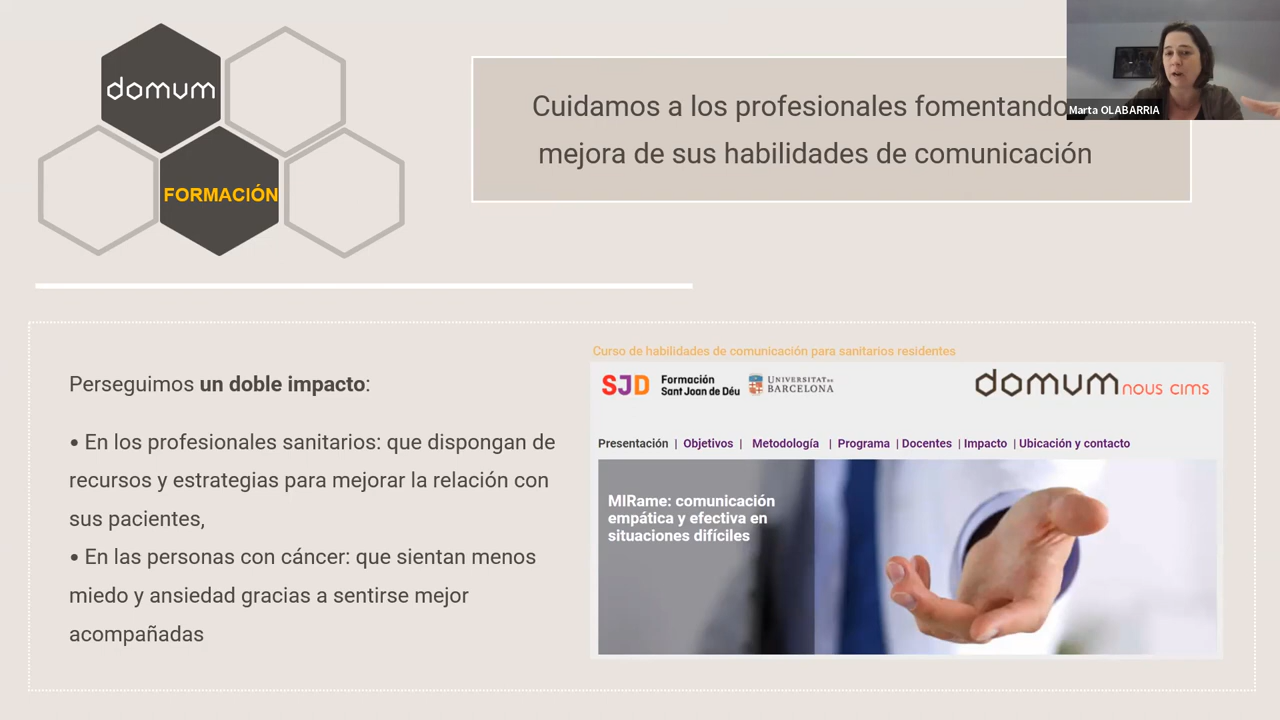 domum
FORMACIÓN
Cuidamos a los profesionales fomentando
mejora de sus habilidades de comunicación
Marta OLABARRIA
Perseguimos un doble impacto:
• En los profesionales sanitarios: que dispongan de
recursos y estrategias para mejorar la relación con
sus pacientes,
• En las personas con cáncer: que sientan menos
miedo y ansiedad gracias a sentirse mejor
acompañadas
Curso de habilidades de comunicación para sanitarios residentes
SJD Formación Sant Joan de Déu
UNIVERSITAT DE BARCELONA
domum nous cims
Presentación | Objetivos | Metodología | Programa | Docentes | Impacto | Ubicación y contacto
MIRame: comunicación
empática y efectiva en
situaciones difíciles